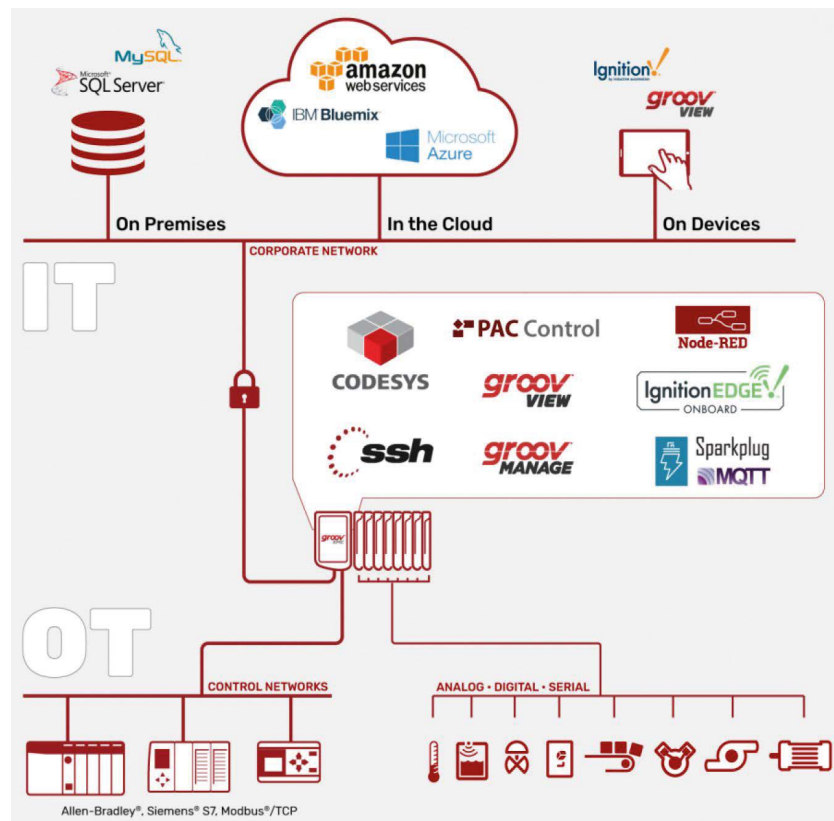 MySQL
Microsoft®
SQL Server
amazon
web services
IBM Bluemix
Microsoft
Azure
Ignition!
groov
VIEW
On Premises
In the Cloud
On Devices
CORPORATE NETWORK
IT
CODESYS
PAC Control
Node-RED
groov
VIEW
IgnitionEDGE!
ONBOARD
ssh
groov
MANAGE
Sparkplug
MQTT
groov
OT
CONTROL NETWORKS
ANALOG • DIGITAL • SERIAL
Allen-Bradley®, Siemens® S7, Modbus®/TCP